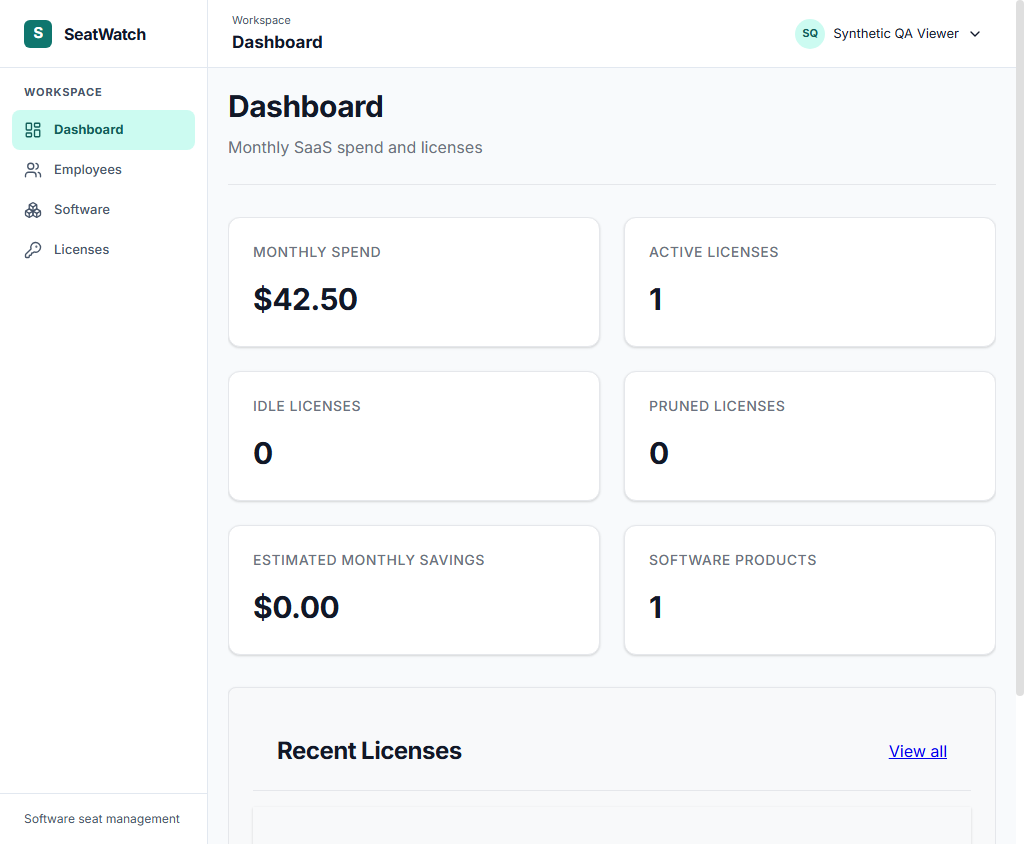 S SeatWatch
Workspace
Dashboard
SQ Synthetic QA Viewer
WORKSPACE
Dashboard
Employees
Software
Licenses
Software seat management
Dashboard
Monthly SaaS spend and licenses
MONTHLY SPEND
$42.50
ACTIVE LICENSES
1
IDLE LICENSES
0
PRUNED LICENSES
0
ESTIMATED MONTHLY SAVINGS
$0.00
SOFTWARE PRODUCTS
1
Recent Licenses
View all